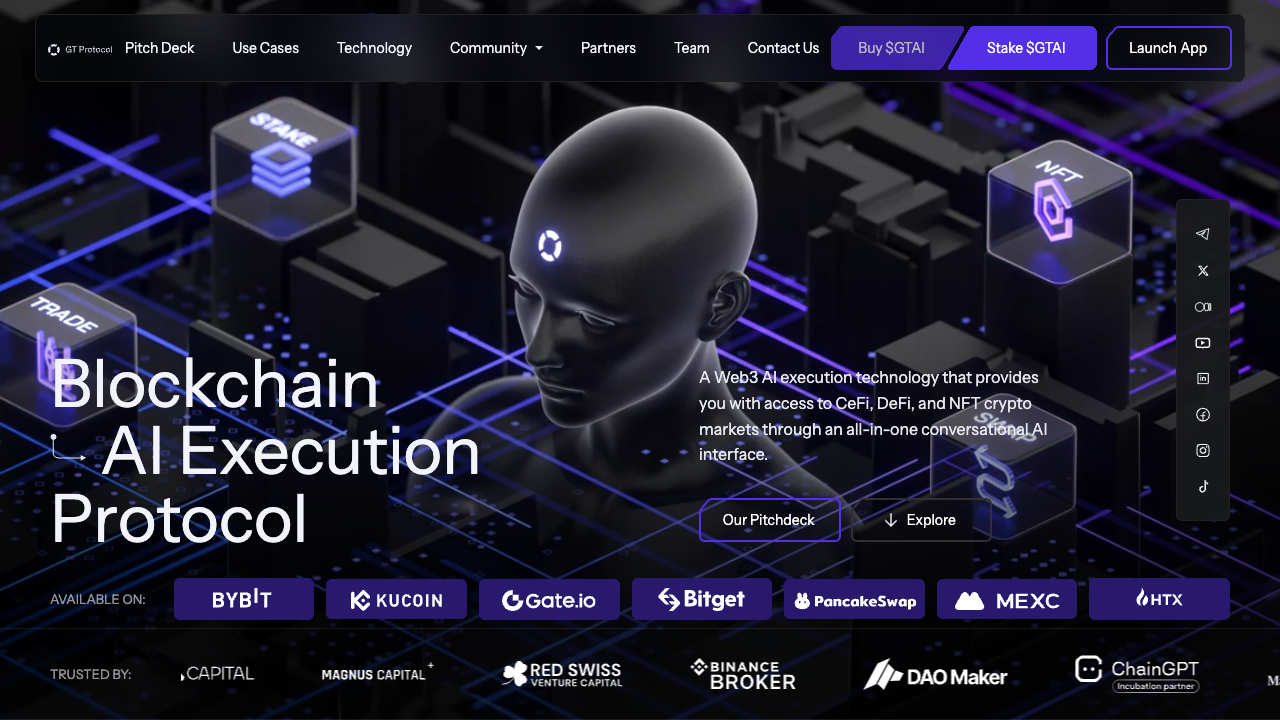 GT Protocol
Pitch Deck
Use Cases
Technology
Community
Partners
Team
Contact Us
Buy $GTAI
Stake $GTAI
Launch App
STAKE
NFT
TRADE
SWAP
Blockchain
AI Execution
Protocol
A Web3 AI execution technology that provides
you with access to CeFi, DeFi, and NFT crypto
markets through an all-in-one conversational AI
interface.
Our Pitchdeck
Explore
AVAILABLE ON:
BYBIT
KUCOIN
Gate.io
Bitget
PancakeSwap
MEXC
HTX
TRUSTED BY:
CAPITAL
MAGNUS CAPITAL+
RED SWISS
VENTURE CAPITAL
BINANCE
BROKER
DAO Maker
ChainGPT
Incubation partner